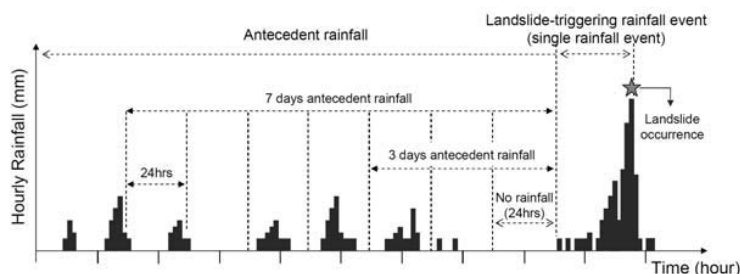 Landslide-triggering rainfall event
(single rainfall event)
Antecedent rainfall
7 days antecedent rainfall
Landslide
occurrence
3 days antecedent rainfall
24hrs
No rainfall
(24hrs)
Hourly Rainfall (mm)
Time (hour)